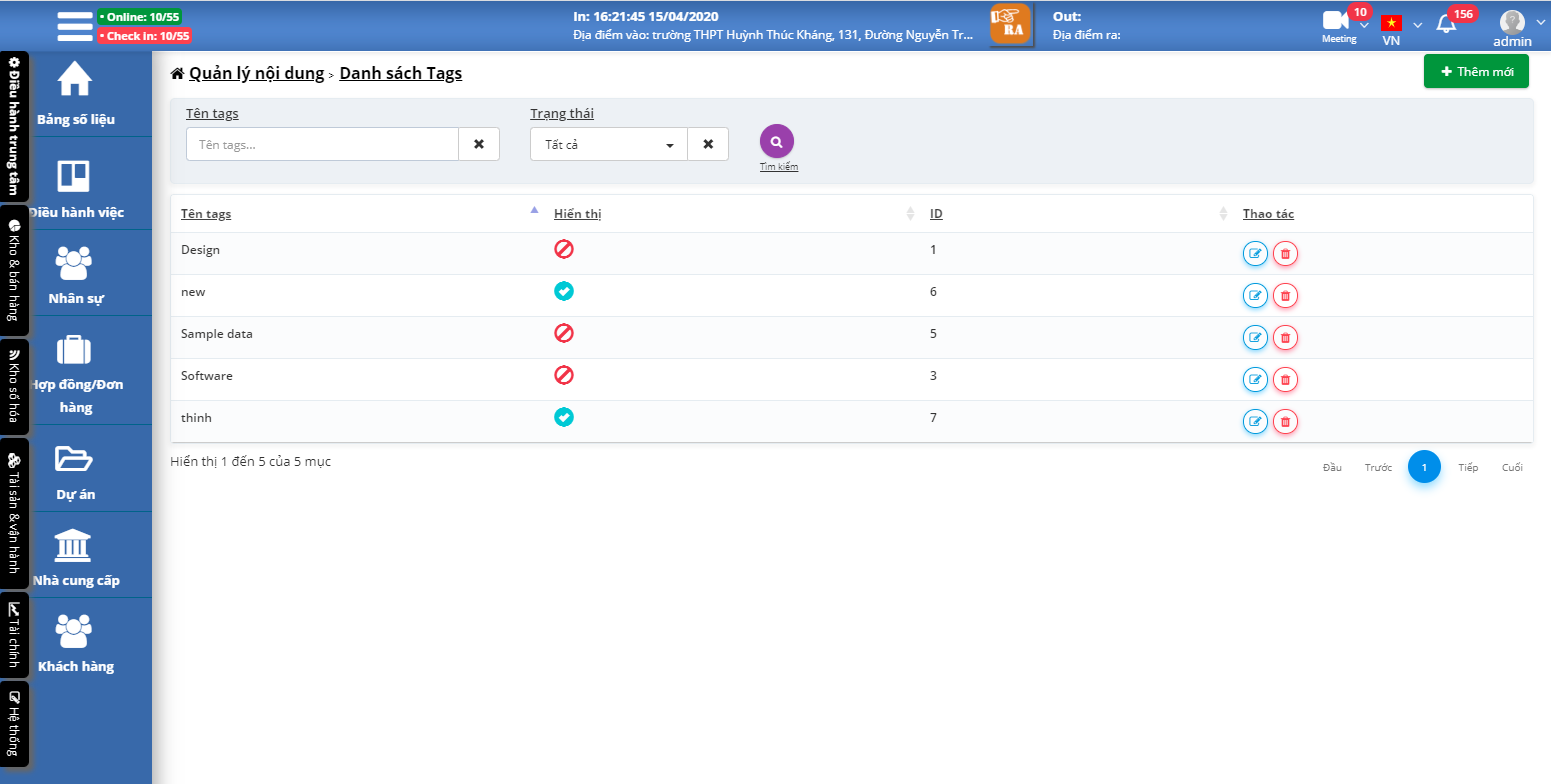 • Online: 10/55
• Check In: 10/55
In: 16:21:45 15/04/2020
Địa điểm vào: trường THPT Huỳnh Thúc Kháng, 131, Đường Nguyễn Tr...
RA
Out:
Địa điểm ra:
10
Meeting
VN
156
admin
Điều hành trung tâm
Kho & bán hàng
Kho số hóa
Tài sản & vận hành
Tài chính
Hệ thống
Bảng số liệu
Điều hành việc
Nhân sự
Hợp đồng/Đơn
hàng
Dự án
Nhà cung cấp
Khách hàng
Quản lý nội dung > Danh sách Tags
Thêm mới
Tên tags
Trạng thái
Tên tags...
Tất cả
Tìm kiếm
Tên tags Hiển thị ID Thao tác
Design 1
new 6
Sample data 5
Software 3
thinh 7
Hiển thị 1 đến 5 của 5 mục
Đầu Trước 1 Tiếp Cuối